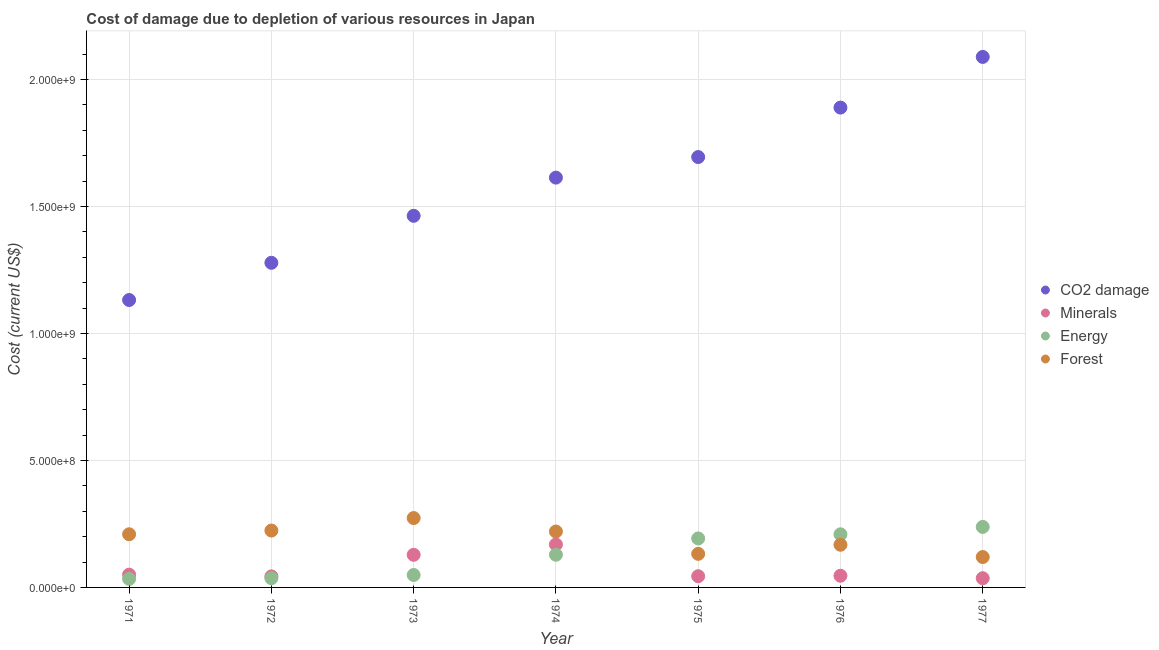 Cost of damage due to depletion of various resources in Japan
Cost (current US$)
2.000e+9
1.500e+9
1.000e+9
5.000e+8
0.000e+0
1971
1972
1973
1974
1975
1976
1977
Year
CO2 damage
Minerals
Energy
Forest